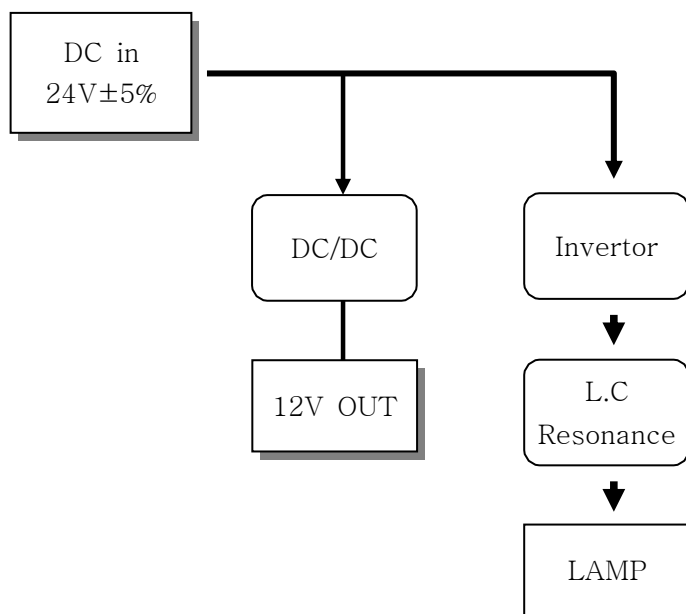 DC in
24V±5%
DC/DC
Invertor
12V OUT
L.C
Resonance
LAMP